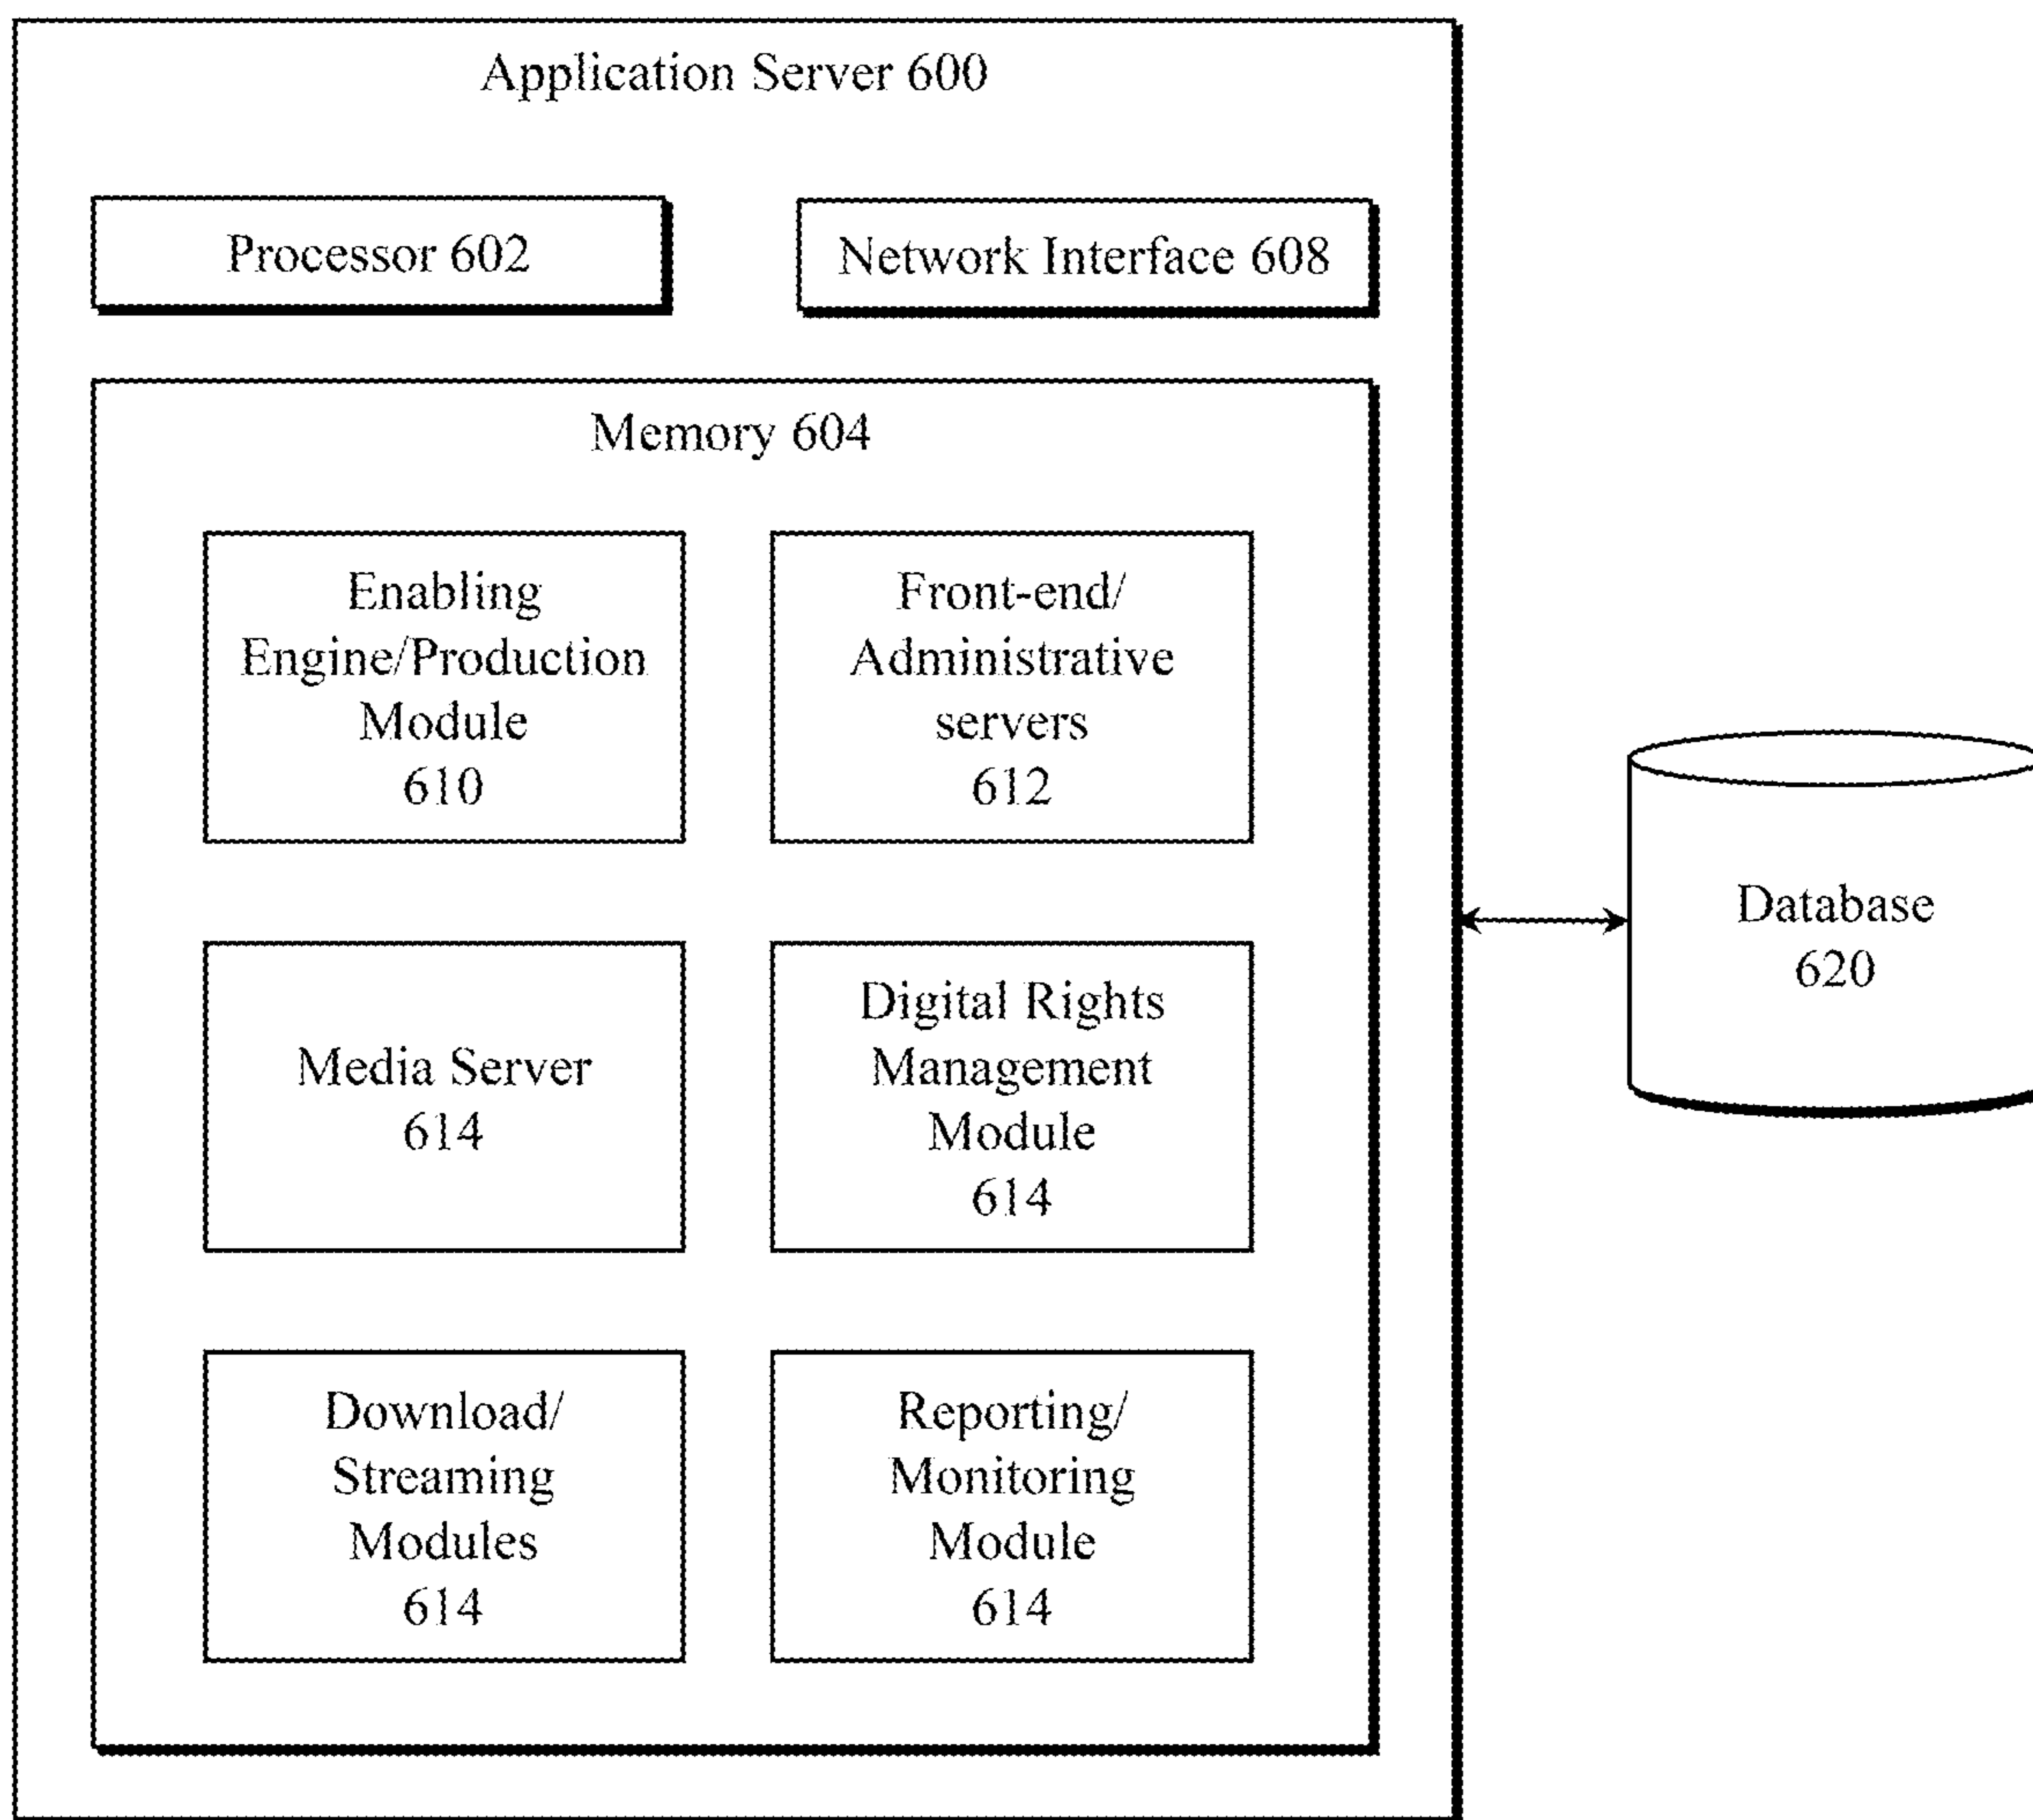 Application Server 600
Processor 602
Network Interface 608
Memory 604
Enabling
Engine/Production
Module
610
Front-end/
Administrative
servers
612
Media Server
614
Digital Rights
Management
Module
614
Download/
Streaming
Modules
614
Reporting/
Monitoring
Module
614
Database
620